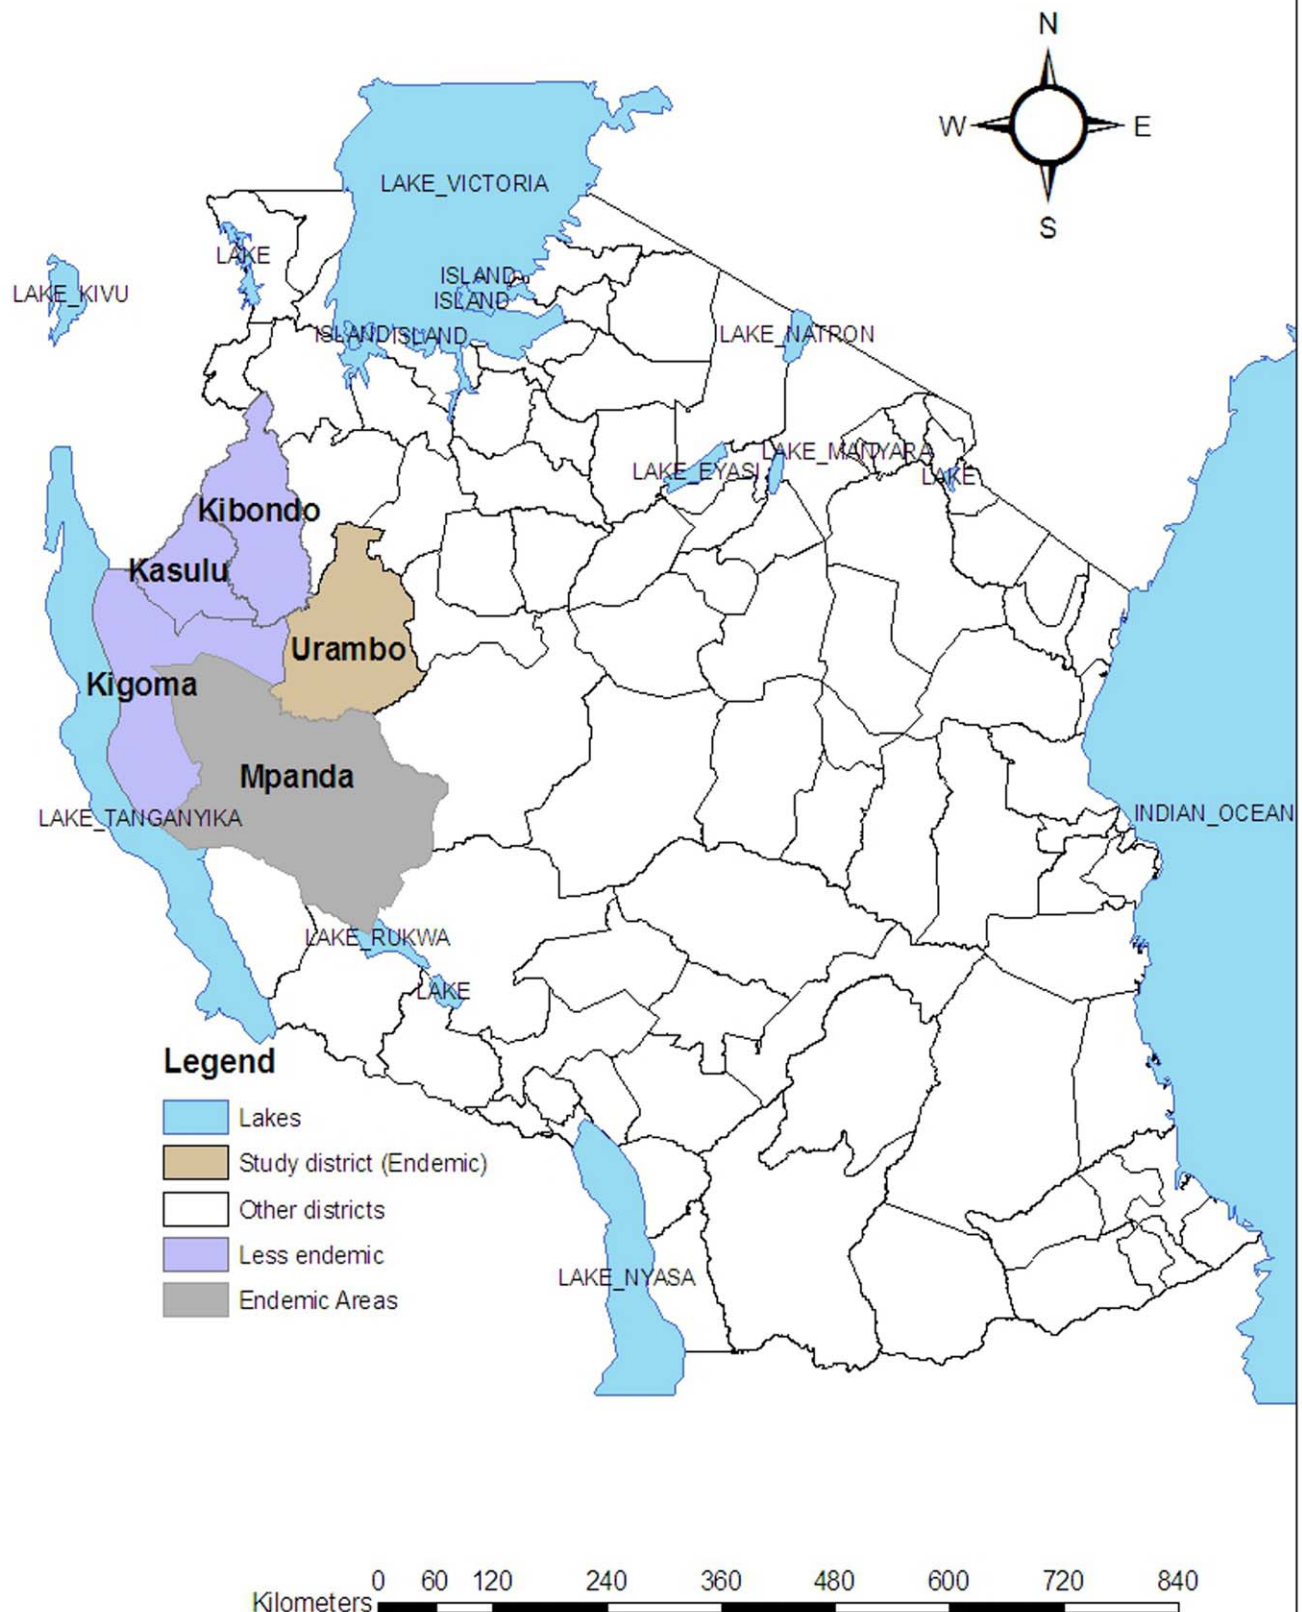 N
W E
S
LAKE_VICTORIA
LAKE
ISLAND
LAKE_KIVU
ISLAND
ISLAND
ISLAND
LAKE_NATRON
LAKE_MANYARA
LAKE_EYASI
LAKE
Kibondo
Kasulu
Urambo
Kigoma
Mpanda
LAKE_TANGANYIKA
INDIAN_OCEAN
LAKE_RUKWA
LAKE
Legend
Lakes
Study district (Endemic)
Other districts
Less endemic
Endemic Areas
LAKE_NYASA
0 60 120 240 360 480 600 720 840
Kilometers